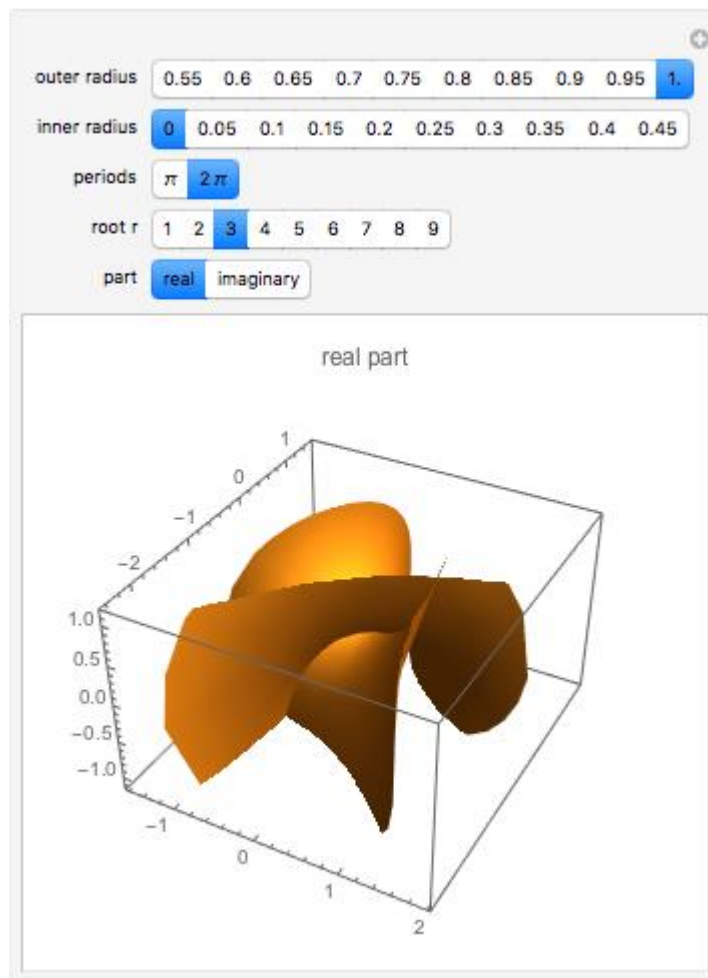 outer radius 0.55 0.6 0.65 0.7 0.75 0.8 0.85 0.9 0.95 1.
inner radius 0 0.05 0.1 0.15 0.2 0.25 0.3 0.35 0.4 0.45
periods π 2 π
root r 1 2 3 4 5 6 7 8 9
part real imaginary
real part
1
0
−1
−2
1.0
0.5
0.0
−0.5
−1.0
−1
0
1
2